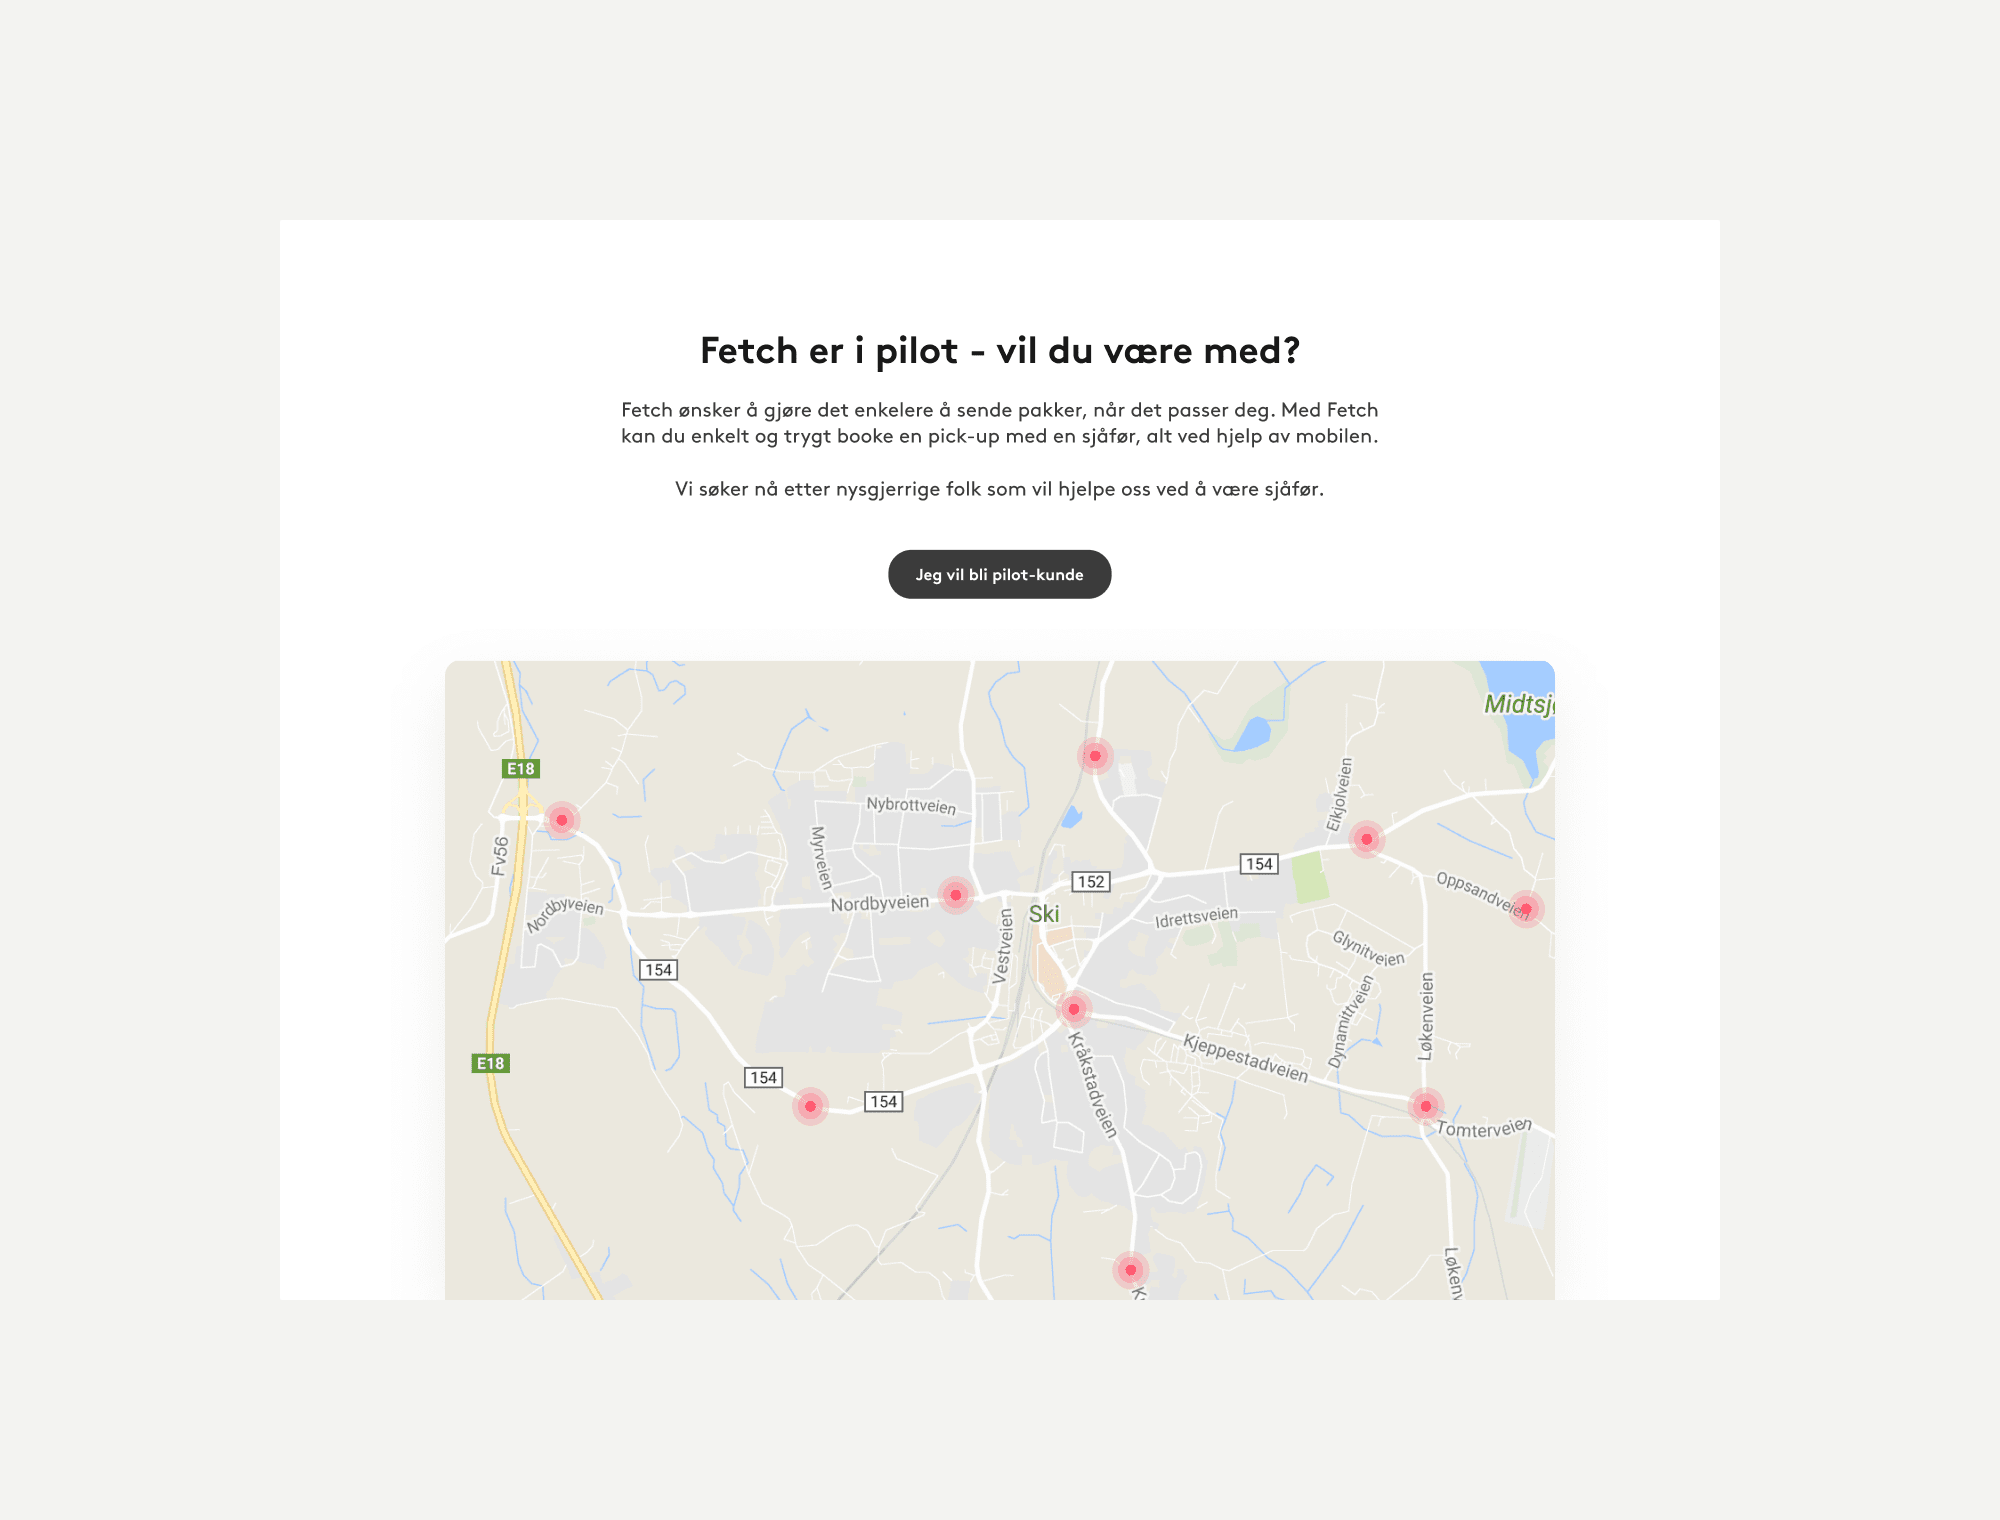 Fetch er i pilot - vil du være med?
Fetch ønsker å gjøre det enkelere å sende pakker, når det passer deg. Med Fetch
kan du enkelt og trygt booke en pick-up med en sjåfør, alt ved hjelp av mobilen.
Vi søker nå etter nysgjerrige folk som vil hjelpe oss ved å være sjåfør.
Jeg vil bli pilot-kunde
Midtsjø
E18
Nybrottveien
Eikjolveien
Fv56
Myrveien
154
152
Oppsandveien
Nordbyveien
Nordbyveien
Ski
Idrettsveien
Vestveien
Glynitveien
154
Dynamittveien
Løkenveien
Kråkstadveien
Kjeppestadveien
E18
154
154
Tomterveien
Løkenv